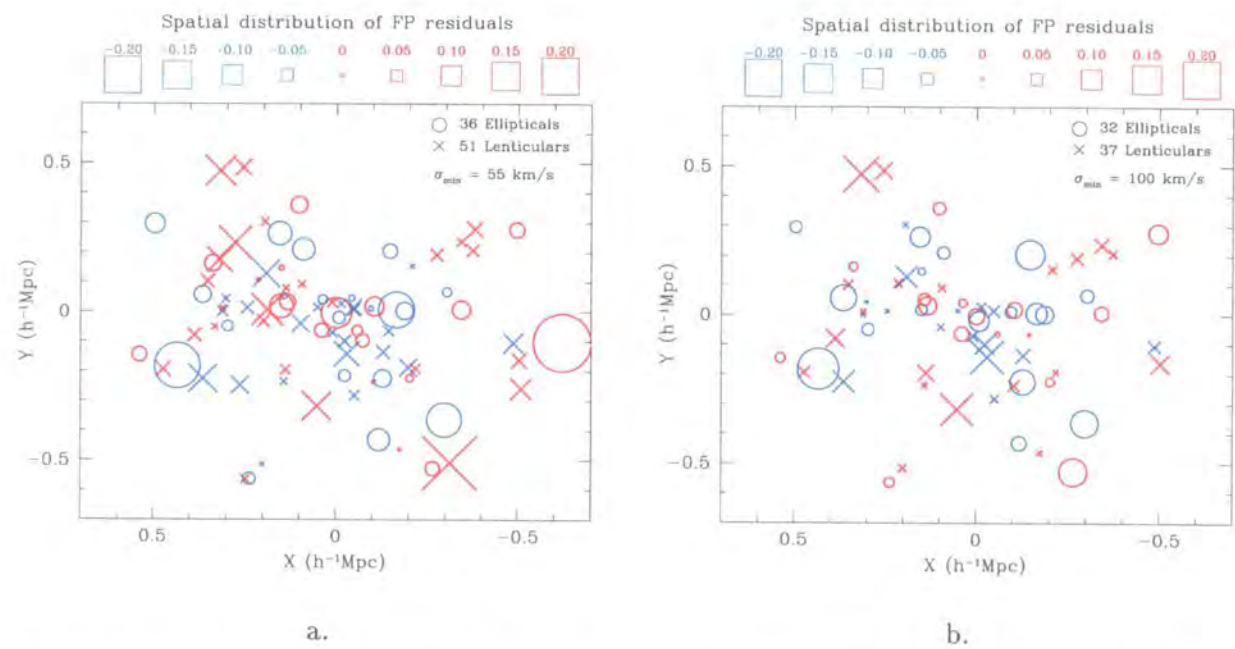 Spatial distribution of FP residuals
-0.20 -0.15 -0.10 -0.05 0 0.05 0.10 0.15 0.20
36 Ellipticals
51 Lenticulars
σmin = 55 km/s
0.5
0
-0.5
Y (h⁻¹Mpc)
0.5 0 -0.5
X (h⁻¹Mpc)
a.
Spatial distribution of FP residuals
-0.20 -0.15 -0.10 -0.05 0 0.05 0.10 0.15 0.20
32 Ellipticals
37 Lenticulars
σmin = 100 km/s
0.5
0
-0.5
Y (h⁻¹Mpc)
0.5 0 -0.5
X (h⁻¹Mpc)
b.